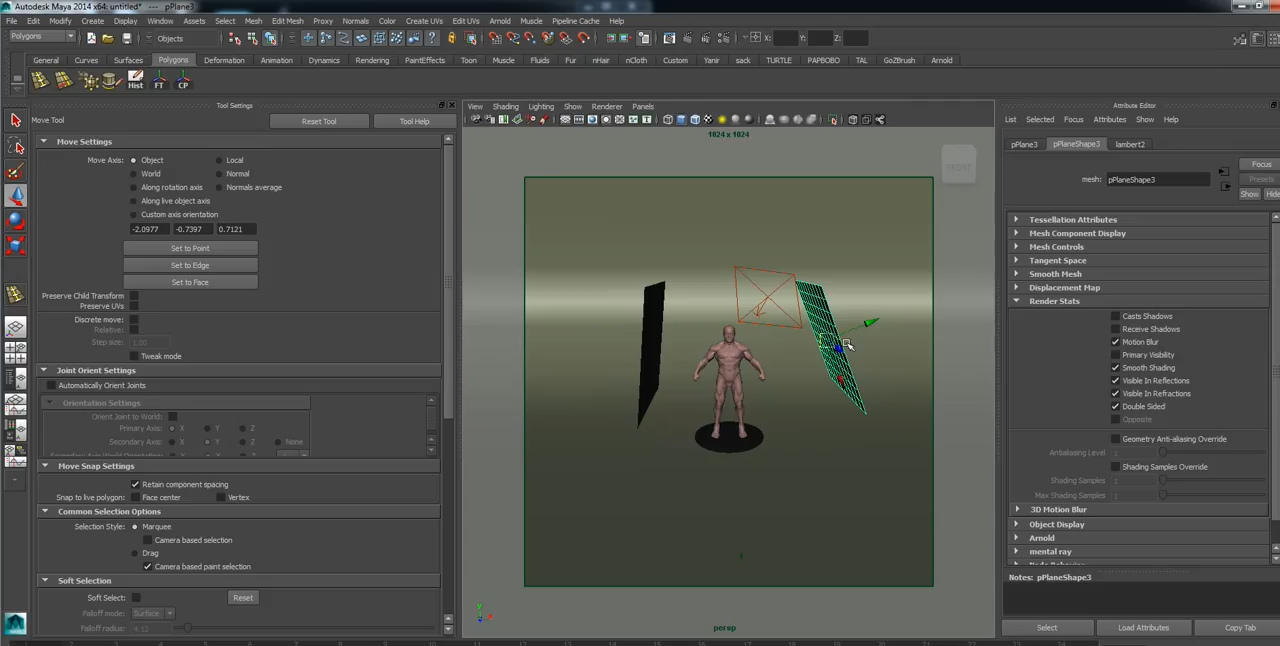 Autodesk Maya 2014 x64: untitled* --- pPlane3
File Edit Modify Create Display Window Assets Select Mesh Edit Mesh Proxy Normals Color Create UVs Edit UVs Arnold Muscle Pipeline Cache Help
Polygons Objects X: Y: Z:
General Curves Surfaces Polygons Deformation Animation Dynamics Rendering PaintEffects Toon Muscle Fluids Fur nHair nCloth Custom Yanir sack TURTLE PAPBOBO TAL GoZBrush Arnold
Hist FT CP
Tool Settings
Move Tool Reset Tool Tool Help
Move Settings
Move Axis: Object Local
World Normal
Along rotation axis Normals average
Along live object axis
Custom axis orientation
-2.0977 -0.7397 0.7121
Set to Point
Set to Edge
Set to Face
Preserve Child Transform
Preserve UVs
Discrete move:
Relative:
Step size: 1.00
Tweak mode
Joint Orient Settings
Automatically Orient Joints
Orientation Settings
Orient Joint to World:
Primary Axis: X Y Z
Secondary Axis: X Y Z None
Move Snap Settings
Retain component spacing
Snap to live polygon: Face center Vertex
Common Selection Options
Selection Style: Marquee
Camera based selection
Drag
Camera based paint selection
Soft Selection
Soft Select: Reset
Falloff mode: Surface
Falloff radius: 4.12
View Shading Lighting Show Renderer Panels
1024 x 1024
FRONT
persp
Attribute Editor
List Selected Focus Attributes Show Help
pPlane3 pPlaneShape3 lambert2
mesh: pPlaneShape3
Focus
Presets
Show Hide
Tessellation Attributes
Mesh Component Display
Mesh Controls
Tangent Space
Smooth Mesh
Displacement Map
Render Stats
Casts Shadows
Receive Shadows
Motion Blur
Primary Visibility
Smooth Shading
Visible In Reflections
Visible In Refractions
Double Sided
Opposite
Geometry Anti-aliasing Override
Antialiasing Level 1
Shading Samples Override
Shading Samples 1
Max Shading Samples 1
3D Motion Blur
Object Display
Arnold
mental ray
Notes: pPlaneShape3
Select Load Attributes Copy Tab